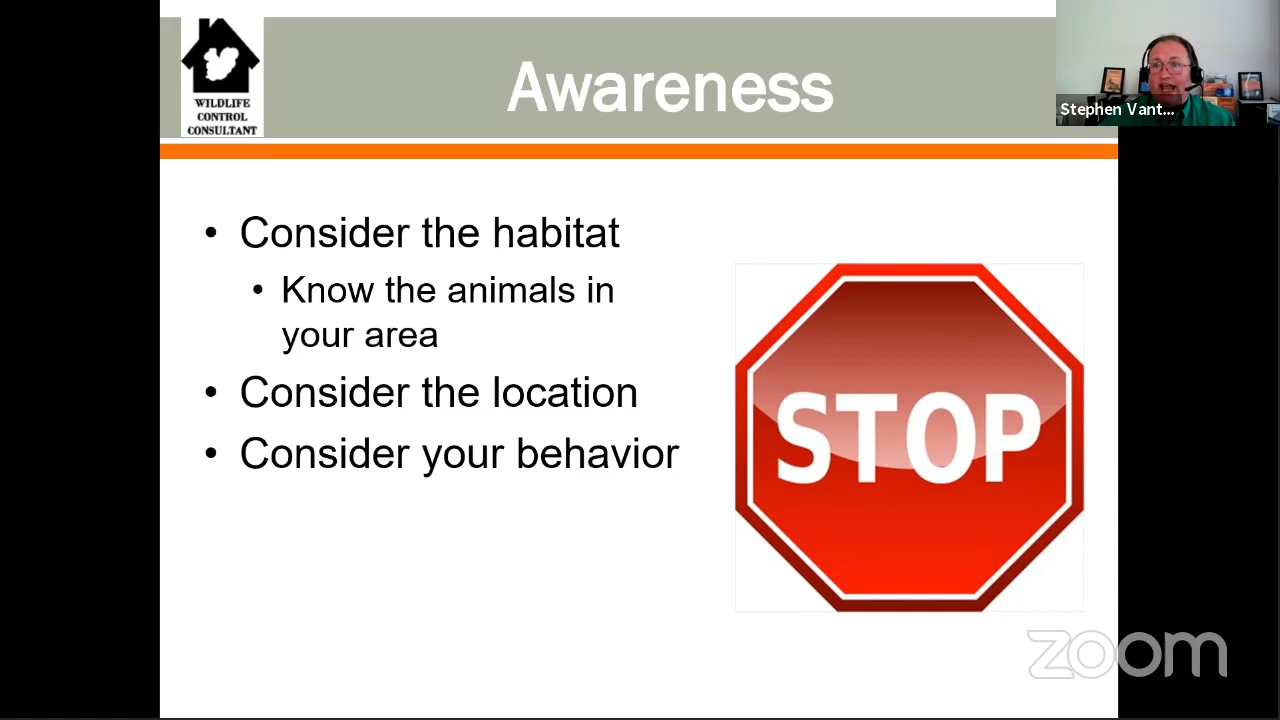 WILDLIFE
CONTROL
CONSULTANT
Awareness
Stephen Vant...
• Consider the habitat
• Know the animals in
your area
• Consider the location
• Consider your behavior
STOP
zoom